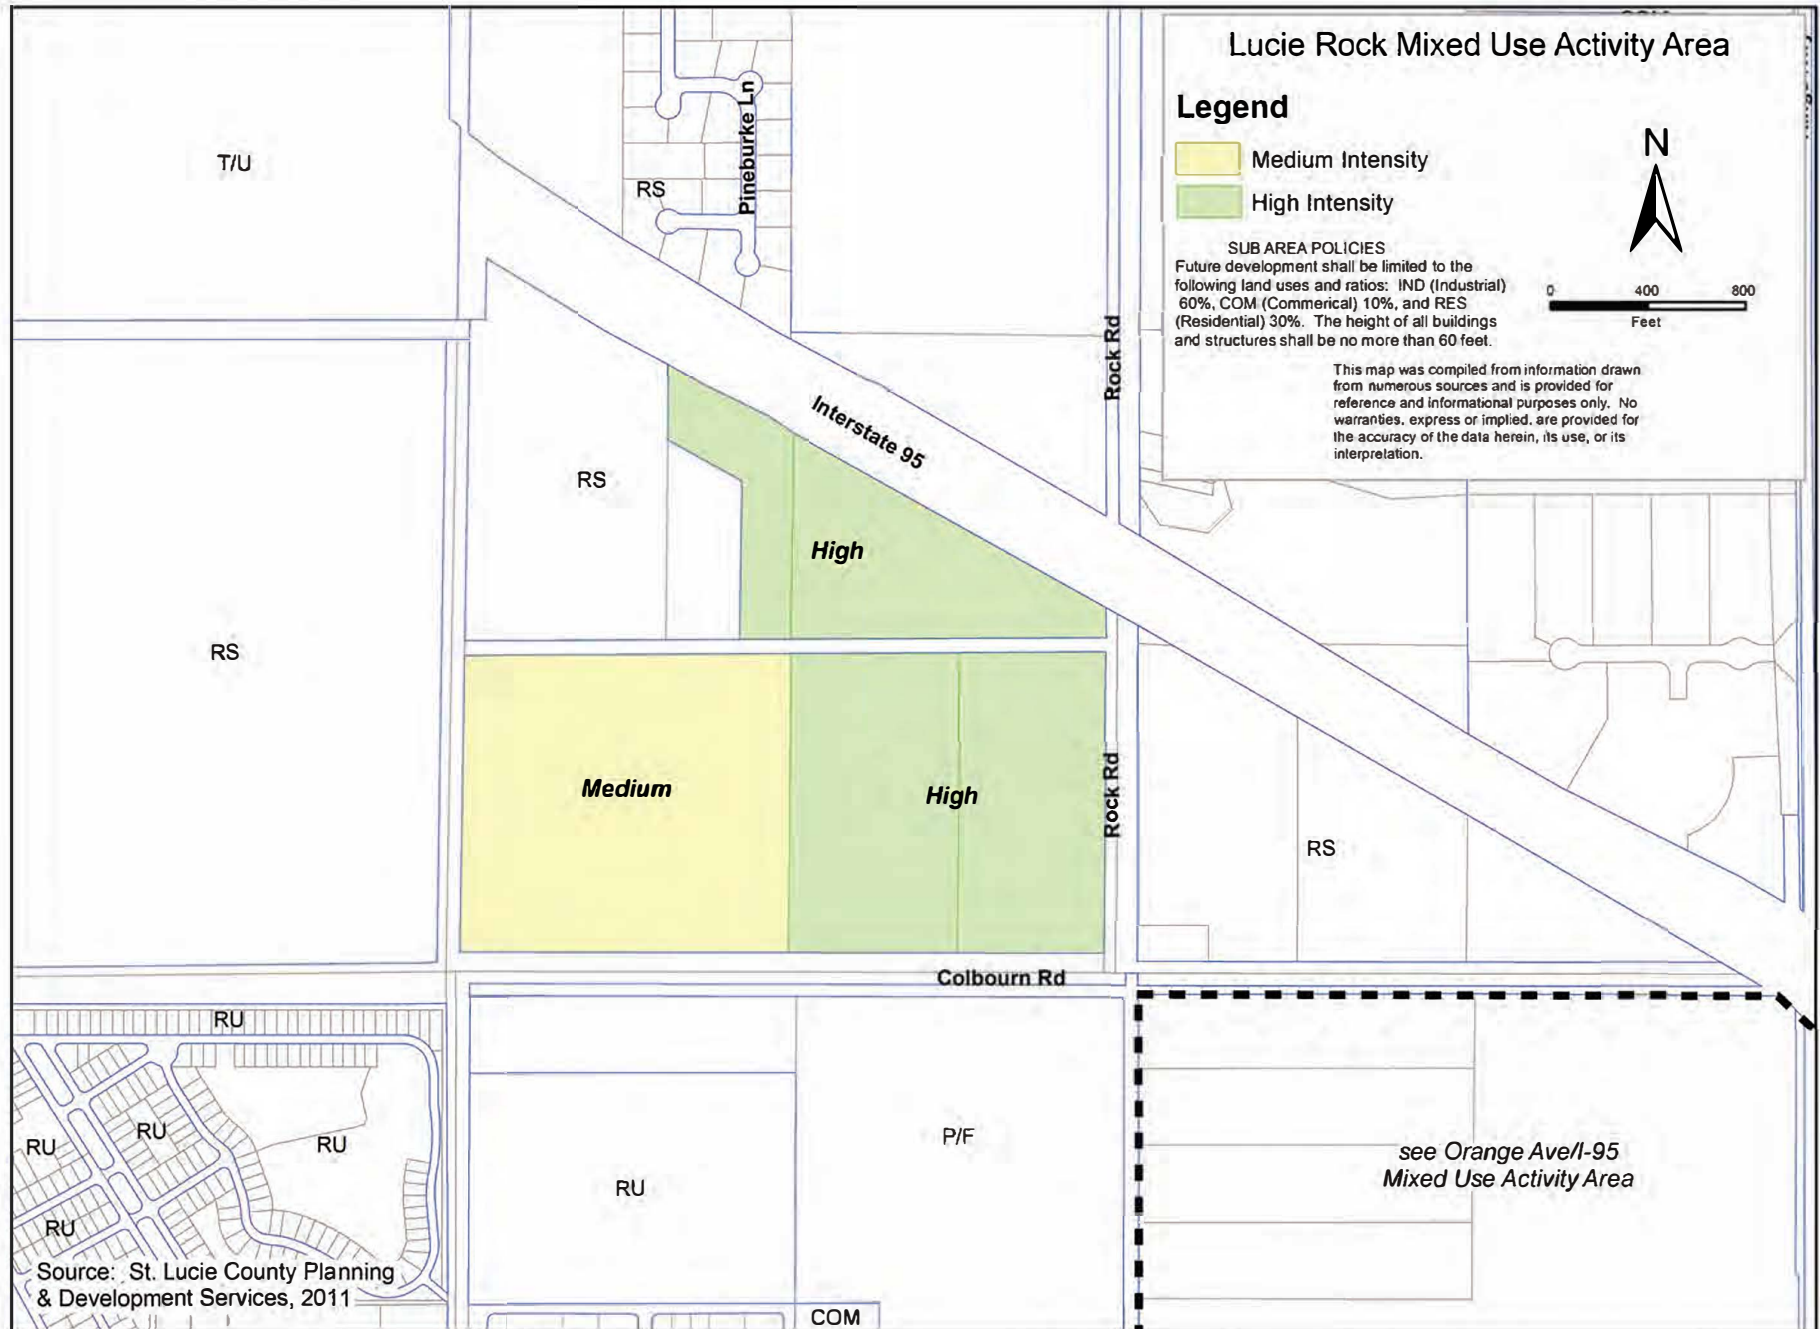 Lucie Rock Mixed Use Activity Area
Legend
Medium Intensity
High Intensity
N
SUB AREA POLICIES
Future development shall be limited to the
following land uses and ratios: IND (Industrial)
60%, COM (Commerical) 10%, and RES
(Residential) 30%. The height of all buildings
and structures shall be no more than 60 feet.
0 400 800
Feet
This map was compiled from information drawn
from numerous sources and is provided for
reference and informational purposes only. No
warranties, express or implied, are provided for
the accuracy of the data herein, its use, or its
interpretation.
T/U
RS
Pineburke Ln
Rock Rd
Interstate 95
RS
High
RS
Medium
High
Rock Rd
RS
Colbourn Rd
RU
RU
RU
RU
RU
RU
P/F
see Orange Ave/I-95
Mixed Use Activity Area
COM
Source: St. Lucie County Planning
& Development Services, 2011